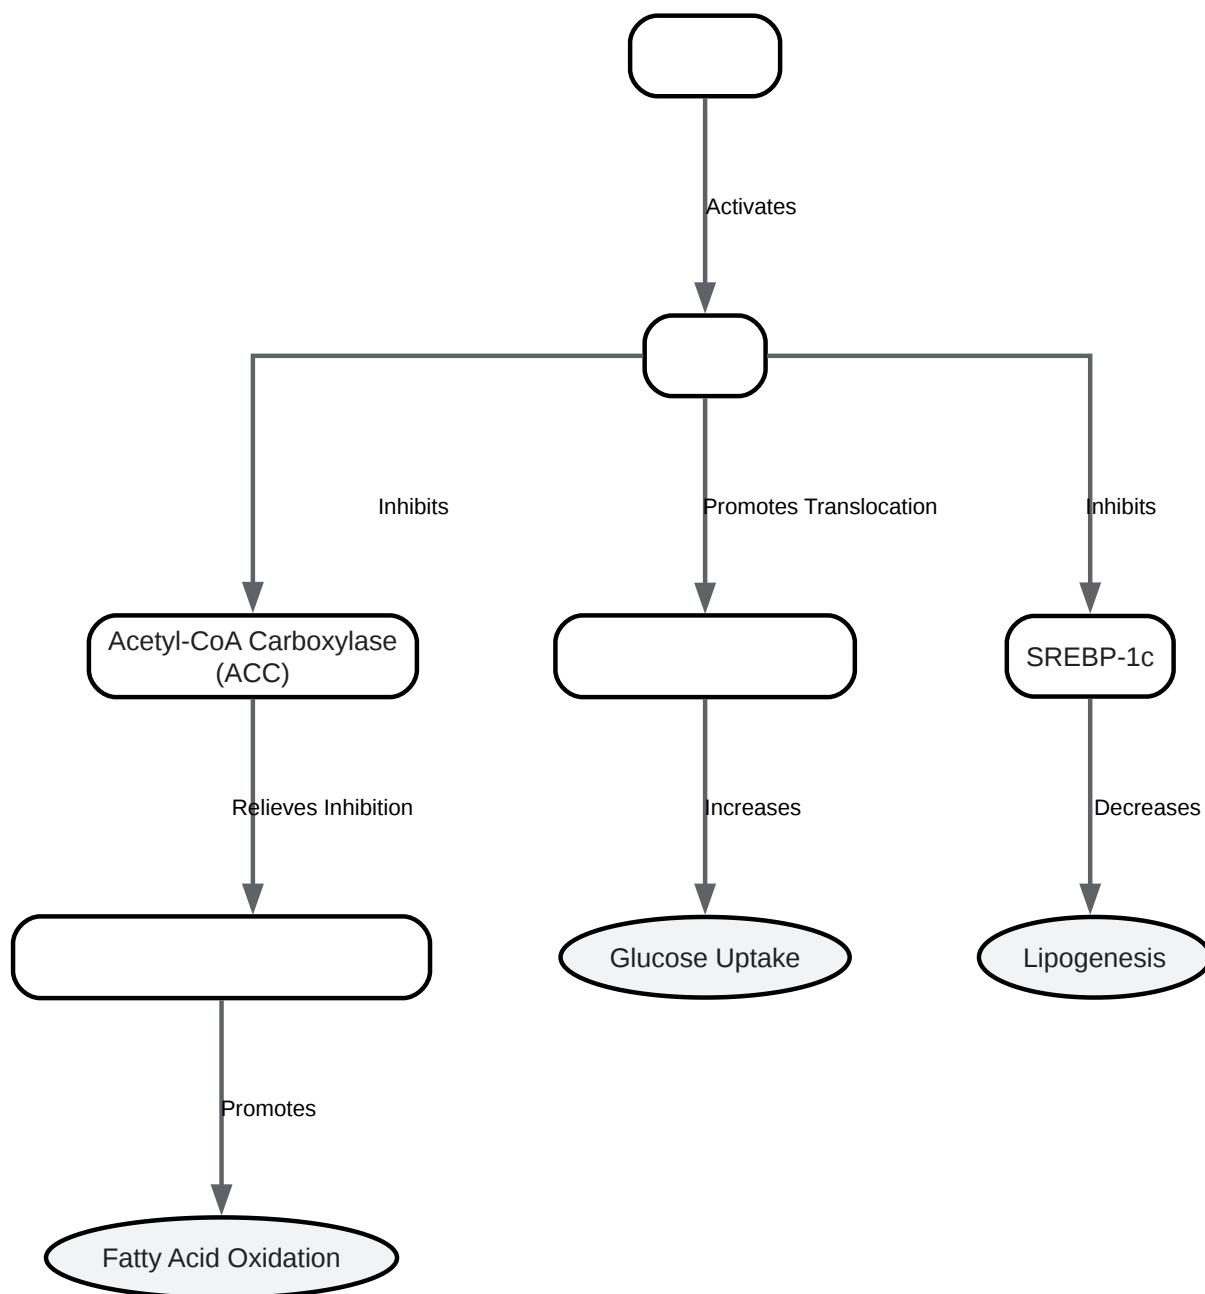 Activates
Inhibits
Promotes Translocation
Inhibits
Acetyl-CoA Carboxylase
(ACC)
SREBP-1c
Relieves Inhibition
Increases
Decreases
Glucose Uptake
Lipogenesis
Promotes
Fatty Acid Oxidation